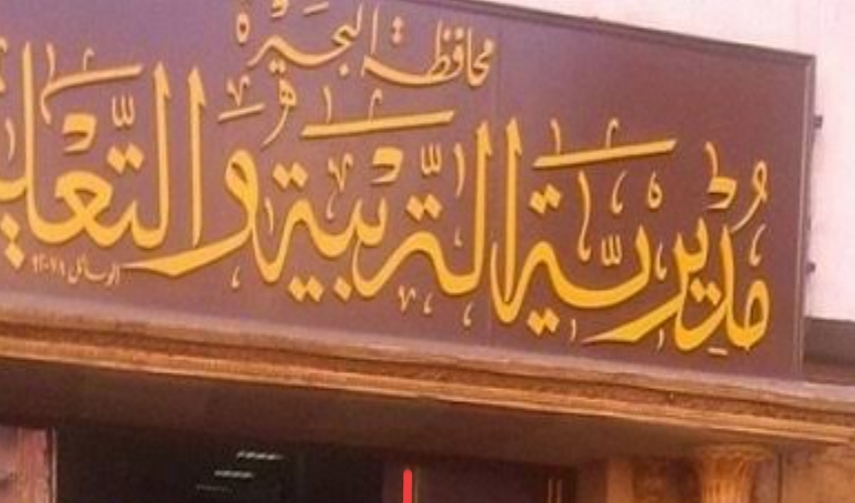 محافظة البحيرة
مديرية التربية والتعلي